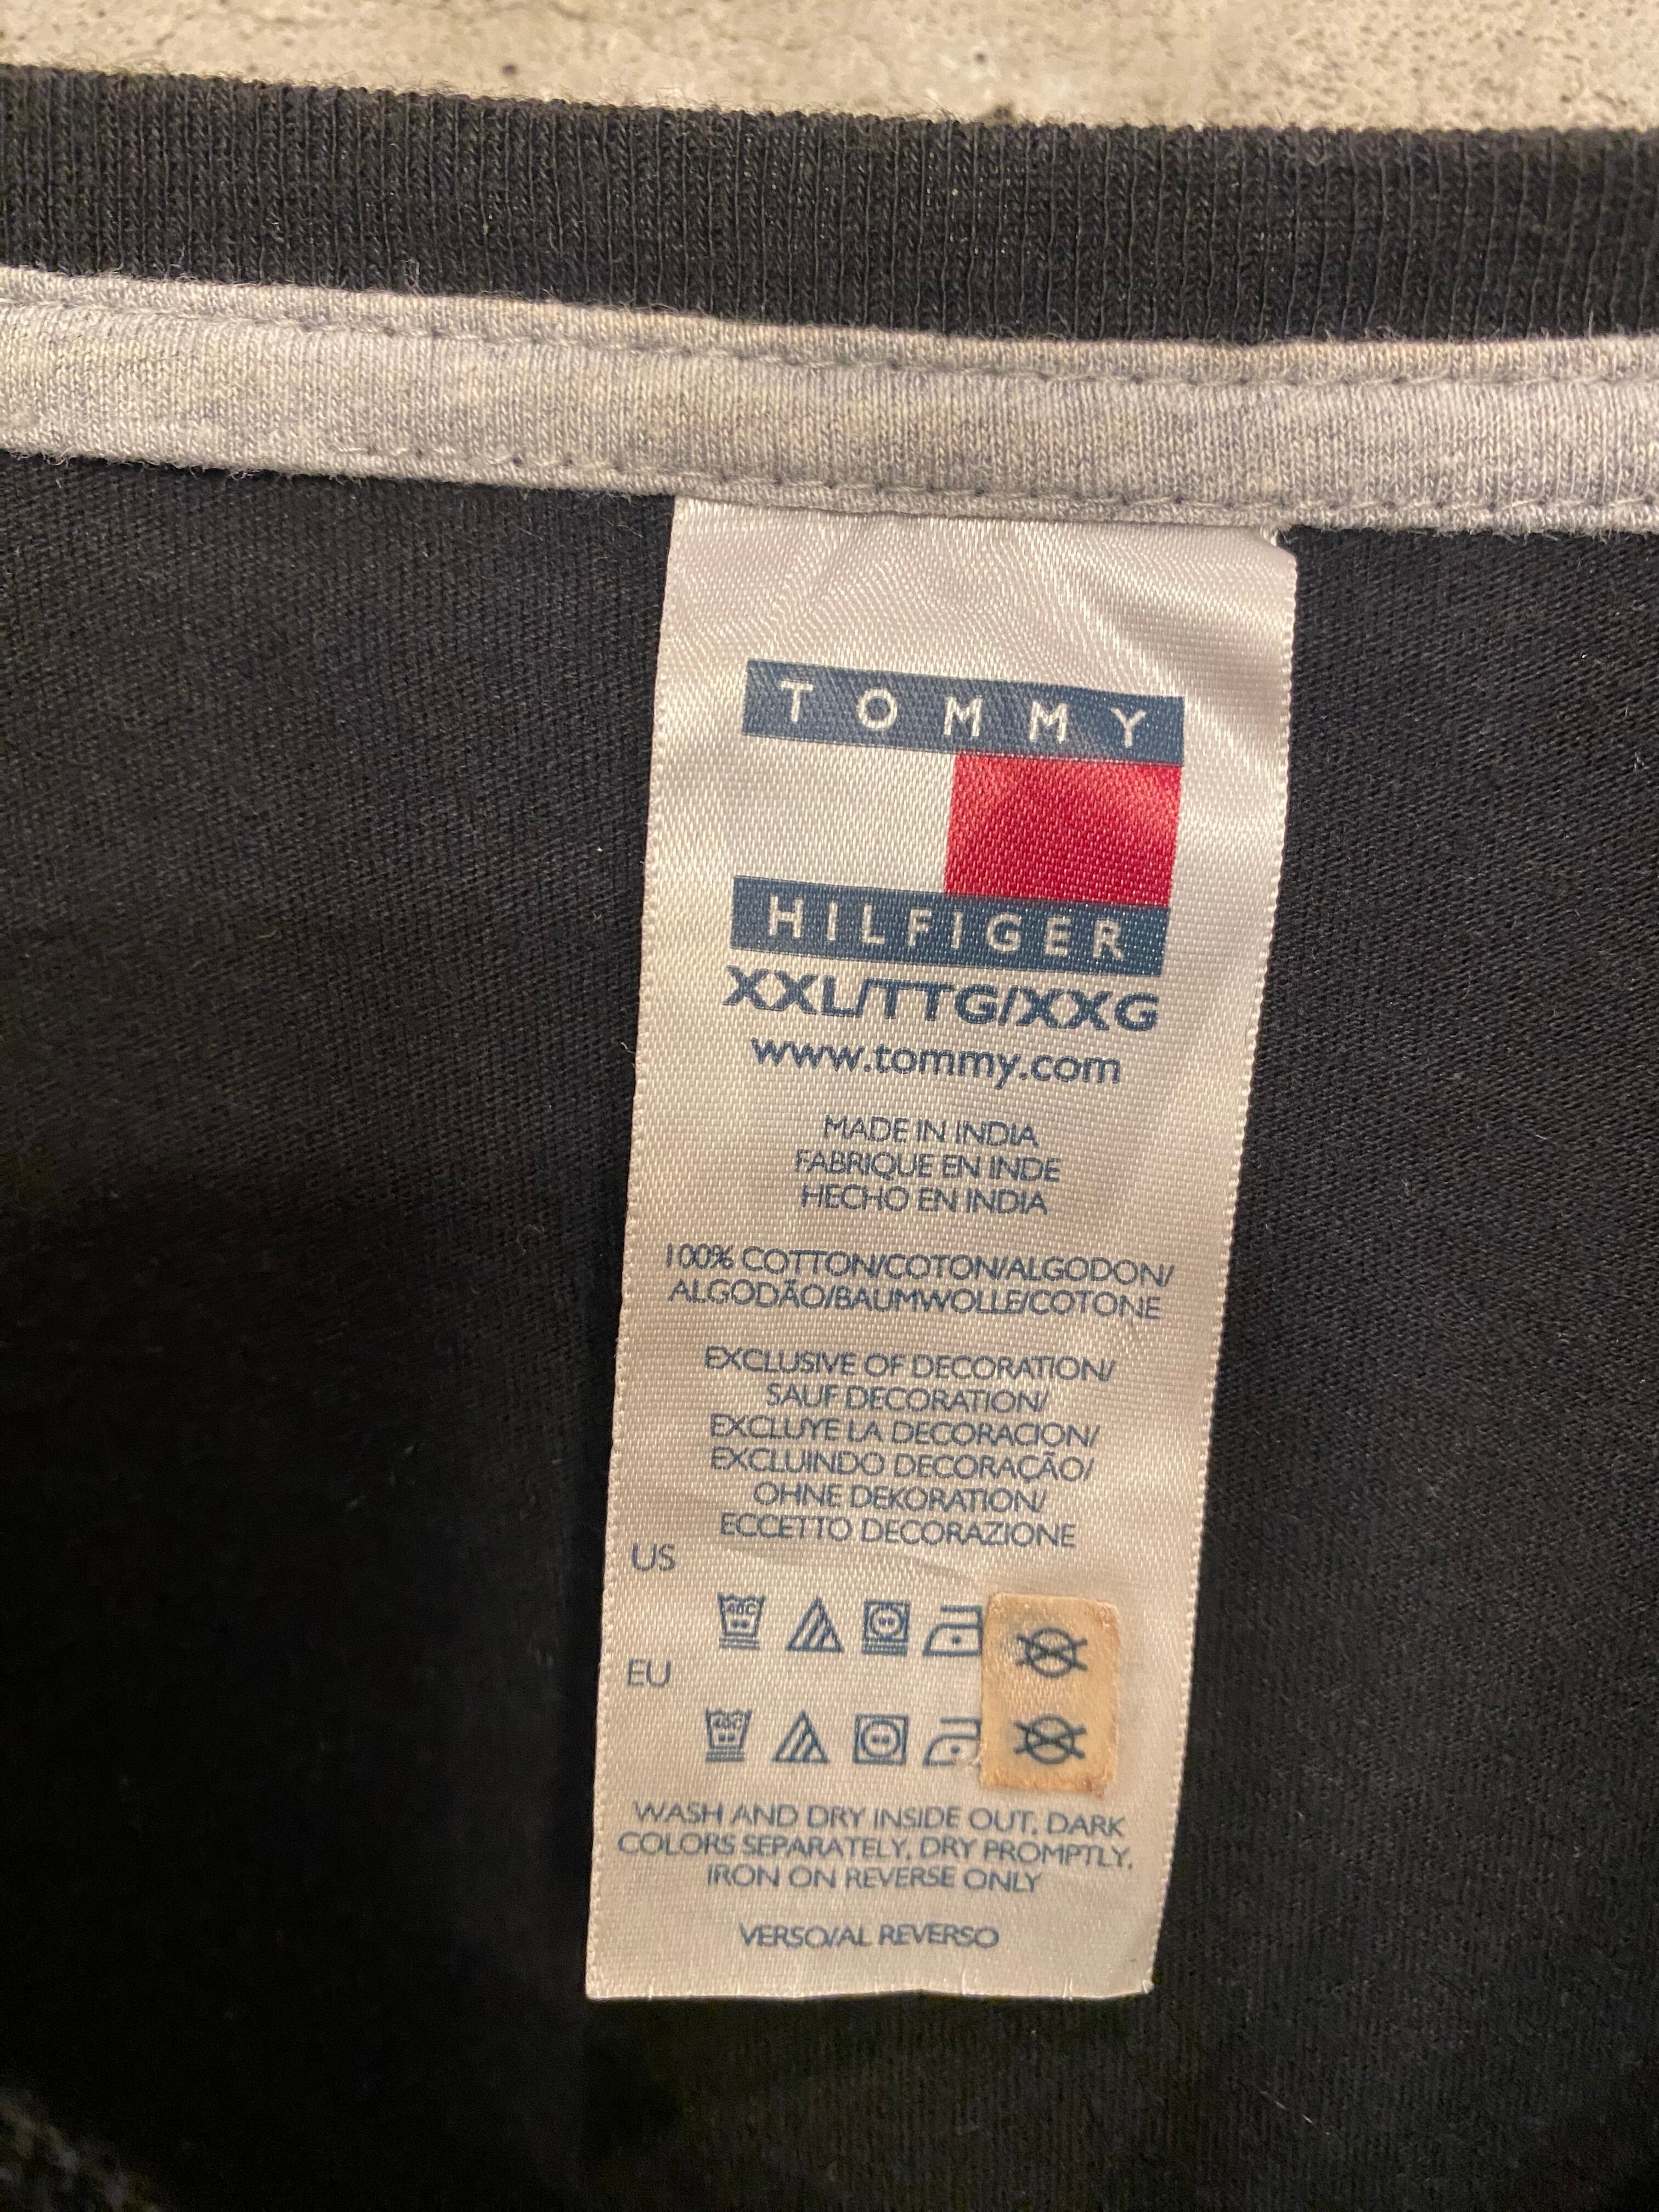 TOMMY
HILFIGER
XXL/TTG/XXG
www.tommy.com
MADE IN INDIA
FABRIQUE EN INDE
HECHO EN INDIA
100% COTTON/COTON/ALGODON/
ALGODÃO/BAUMWOLLE/COTONE
EXCLUSIVE OF DECORATION/
SAUF DECORATION/
EXCLUYE LA DECORACION/
EXCLUINDO DECORAÇÃO/
OHNE DEKORATION/
ECCETTO DECORAZIONE
US
40C
EU
40C
WASH AND DRY INSIDE OUT, DARK
COLORS SEPARATELY, DRY PROMPTLY,
IRON ON REVERSE ONLY
VERSO/AL REVERSO